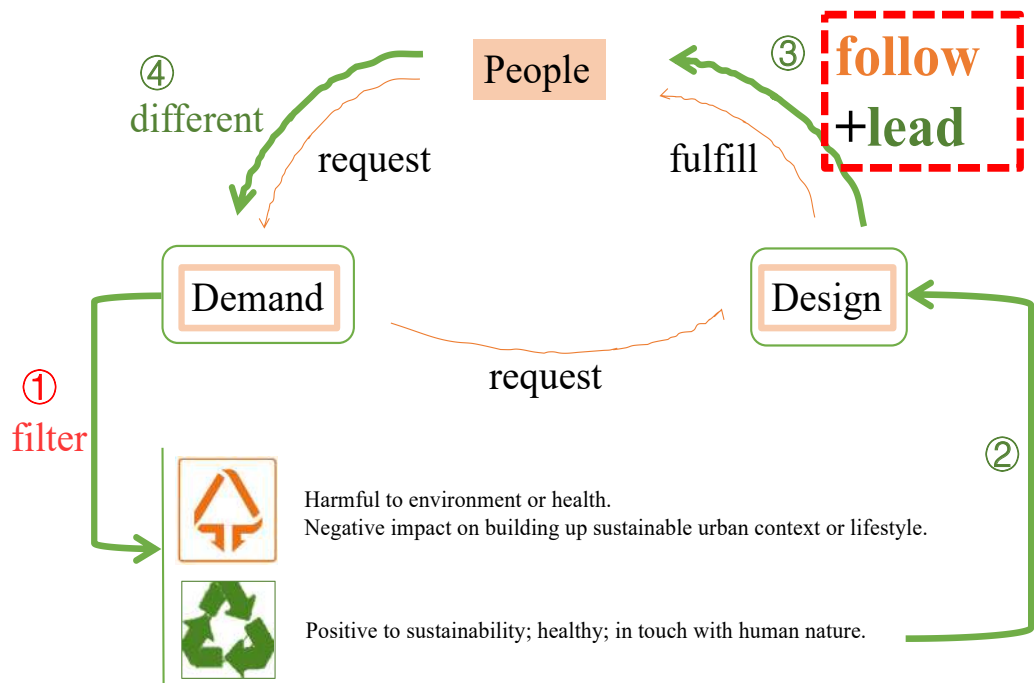 ④
different
People
③
follow
+lead
request
fulfill
Demand
Design
request
①
filter
②
Harmful to environment or health.
Negative impact on building up sustainable urban context or lifestyle.
Positive to sustainability; healthy; in touch with human nature.